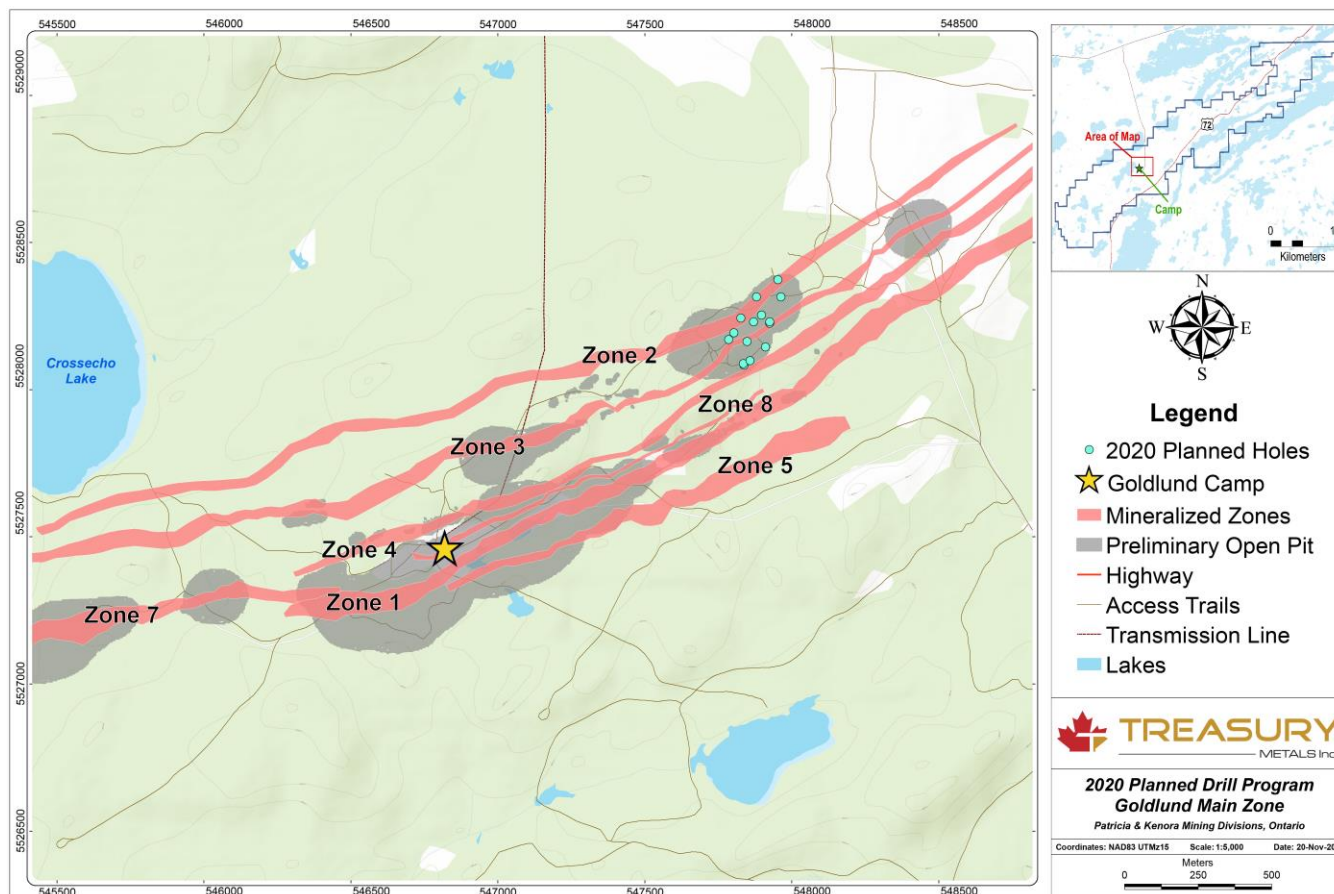 545500 546000 546500 547000 547500 548000 548500
5529000
5528500
5528000
5527500
5527000
5526500
Crossecho
Lake
Zone 2
Zone 8
Zone 3
Zone 5
Zone 4
Zone 1
Zone 7
545500 546000 546500 547000 547500 548000 548500
72
Area of Map
Camp
0
Kilometers
N
W E
S
Legend
2020 Planned Holes
Goldlund Camp
Mineralized Zones
Preliminary Open Pit
Highway
Access Trails
Transmission Line
Lakes
TREASURY
METALS Inc
2020 Planned Drill Program
Goldlund Main Zone
Patricia & Kenora Mining Divisions, Ontario
Coordinates: NAD83 UTMz15 Scale: 1:5,000 Date: 20-Nov-20
Meters
0 250 500